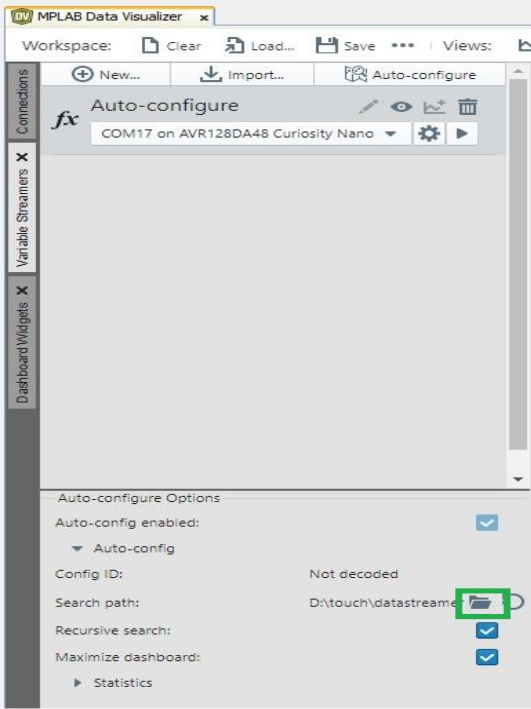 DV MPLAB Data Visualizer x
Workspace: Clear Load... Save ••• Views:
New... Import... Auto-configure
fx Auto-configure
COM17 on AVR128DA48 Curiosity Nano
Connections
Variable Streamers
Dashboard Widgets
Auto-configure Options
Auto-config enabled:
Auto-config
Config ID: Not decoded
Search path: D:\touch\datastreame
Recursive search:
Maximize dashboard:
Statistics